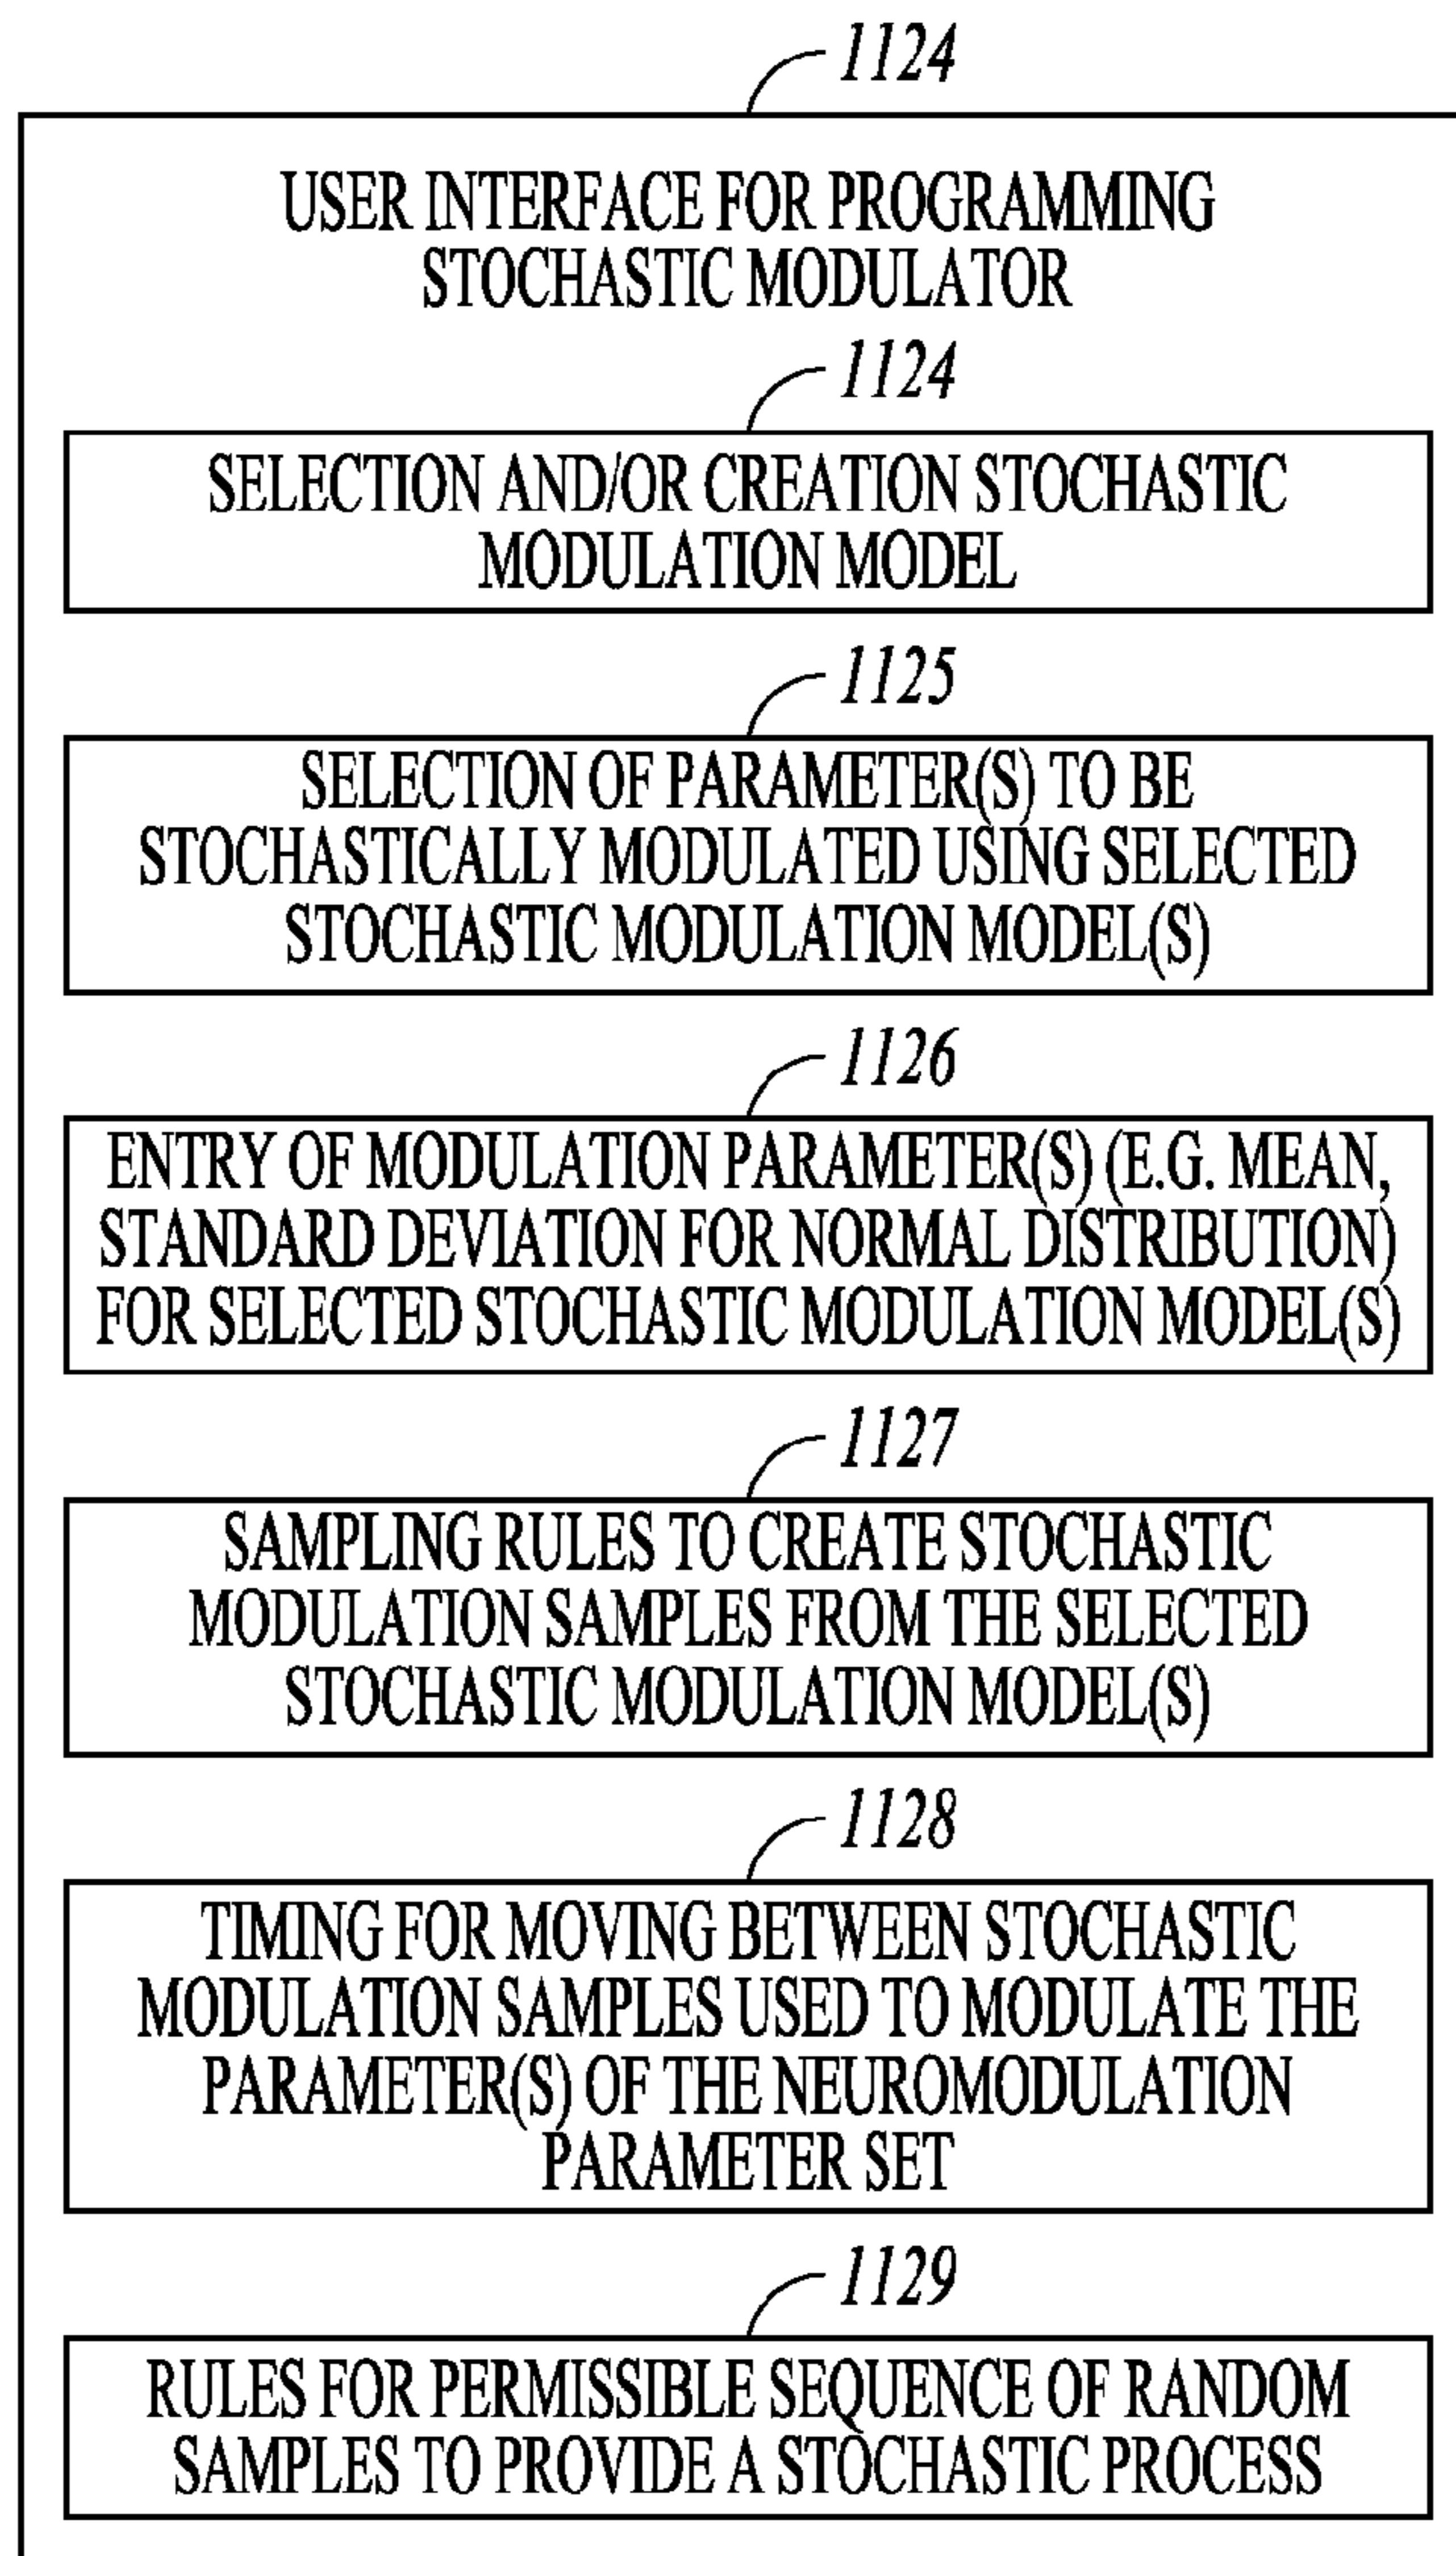 1124
USER INTERFACE FOR PROGRAMMING
STOCHASTIC MODULATOR
1124
SELECTION AND/OR CREATION STOCHASTIC
MODULATION MODEL
1125
SELECTION OF PARAMETER(S) TO BE
STOCHASTICALLY MODULATED USING SELECTED
STOCHASTIC MODULATION MODEL(S)
1126
ENTRY OF MODULATION PARAMETER(S) (E.G. MEAN,
STANDARD DEVIATION FOR NORMAL DISTRIBUTION)
FOR SELECTED STOCHASTIC MODULATION MODEL(S)
1127
SAMPLING RULES TO CREATE STOCHASTIC
MODULATION SAMPLES FROM THE SELECTED
STOCHASTIC MODULATION MODEL(S)
1128
TIMING FOR MOVING BETWEEN STOCHASTIC
MODULATION SAMPLES USED TO MODULATE THE
PARAMETER(S) OF THE NEUROMODULATION
PARAMETER SET
1129
RULES FOR PERMISSIBLE SEQUENCE OF RANDOM
SAMPLES TO PROVIDE A STOCHASTIC PROCESS